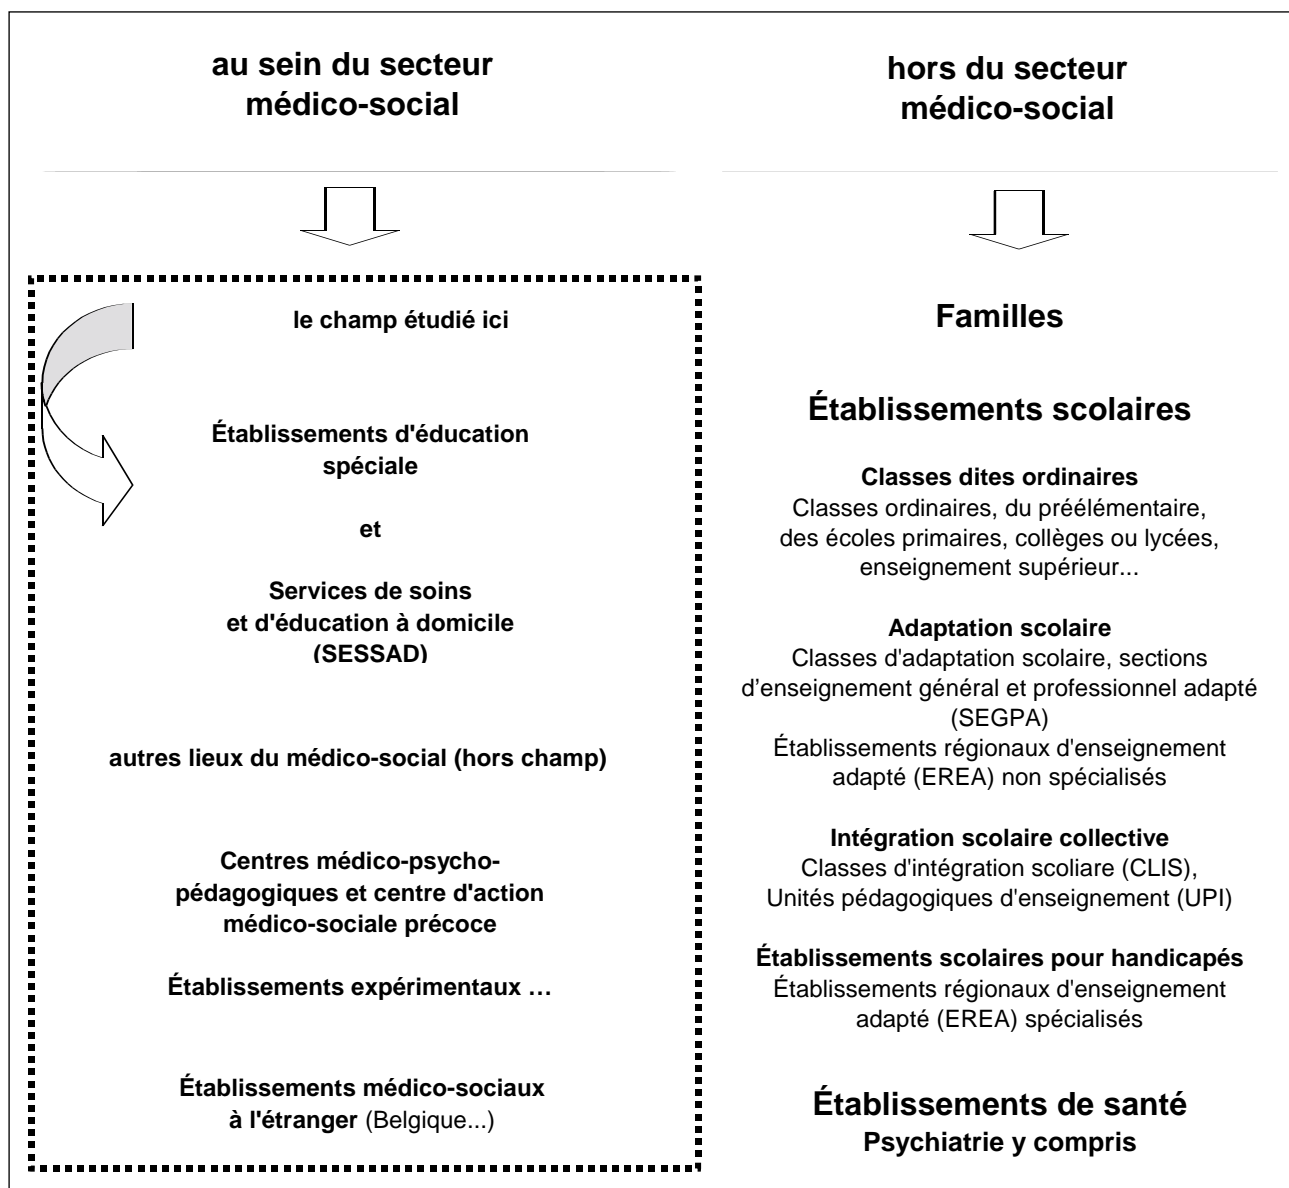 au sein du secteur
médico-social
le champ étudié ici
Établissements d'éducation
spéciale
et
Services de soins
et d'éducation à domicile
(SESSAD)
autres lieux du médico-social (hors champ)
Centres médico-psycho-
pédagogiques et centre d'action
médico-sociale précoce
Établissements expérimentaux …
Établissements médico-sociaux
à l'étranger (Belgique...)
hors du secteur
médico-social
Familles
Établissements scolaires
Classes dites ordinaires
Classes ordinaires, du préélémentaire,
des écoles primaires, collèges ou lycées,
enseignement supérieur...
Adaptation scolaire
Classes d'adaptation scolaire, sections
d’enseignement général et professionnel adapté
(SEGPA)
Établissements régionaux d'enseignement
adapté (EREA) non spécialisés
Intégration scolaire collective
Classes d'intégration scoliare (CLIS),
Unités pédagogiques d'enseignement (UPI)
Établissements scolaires pour handicapés
Établissements régionaux d'enseignement
adapté (EREA) spécialisés
Établissements de santé
Psychiatrie y compris